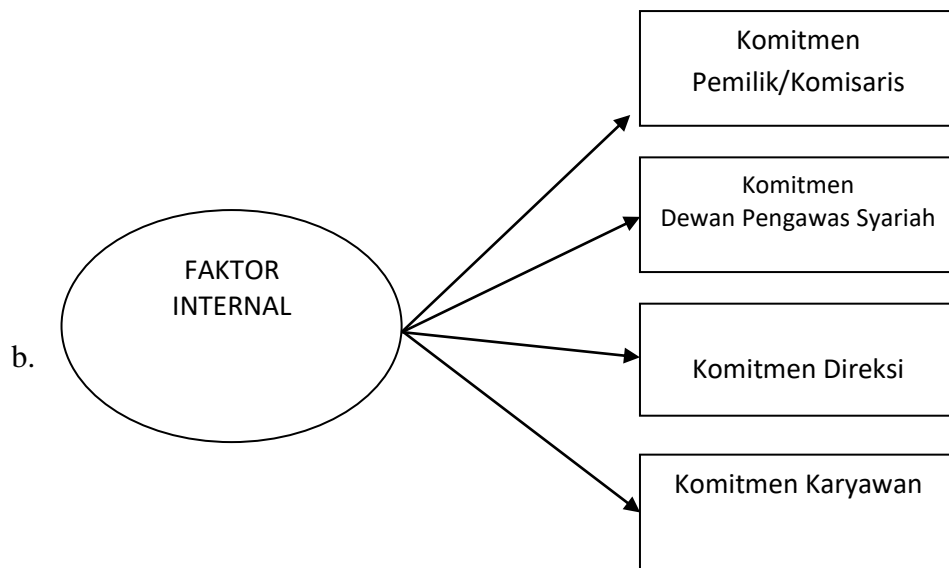 Komitmen
Pemilik/Komisaris
Komitmen
Dewan Pengawas Syariah
FAKTOR
INTERNAL
b.
Komitmen Direksi
Komitmen Karyawan